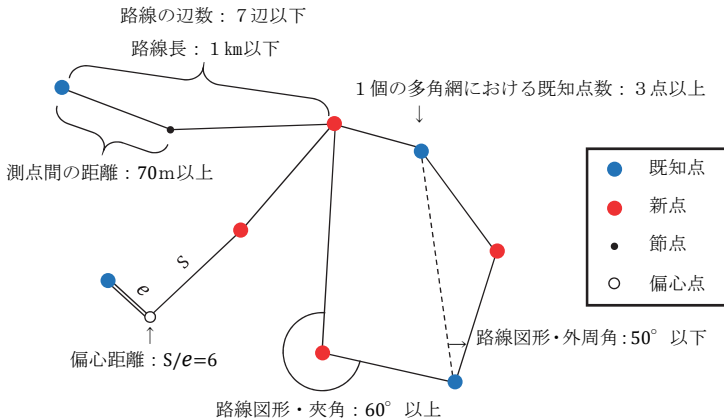 路線の辺数：７辺以下
路線長：１㎞以下
１個の多角網における既知点数：３点以上
測点間の距離：70ｍ以上
既知点
新点
節点
偏心点
S
e
偏心距離：S/e=6
路線図形・外周角：50°以下
路線図形・夾角：60°以上